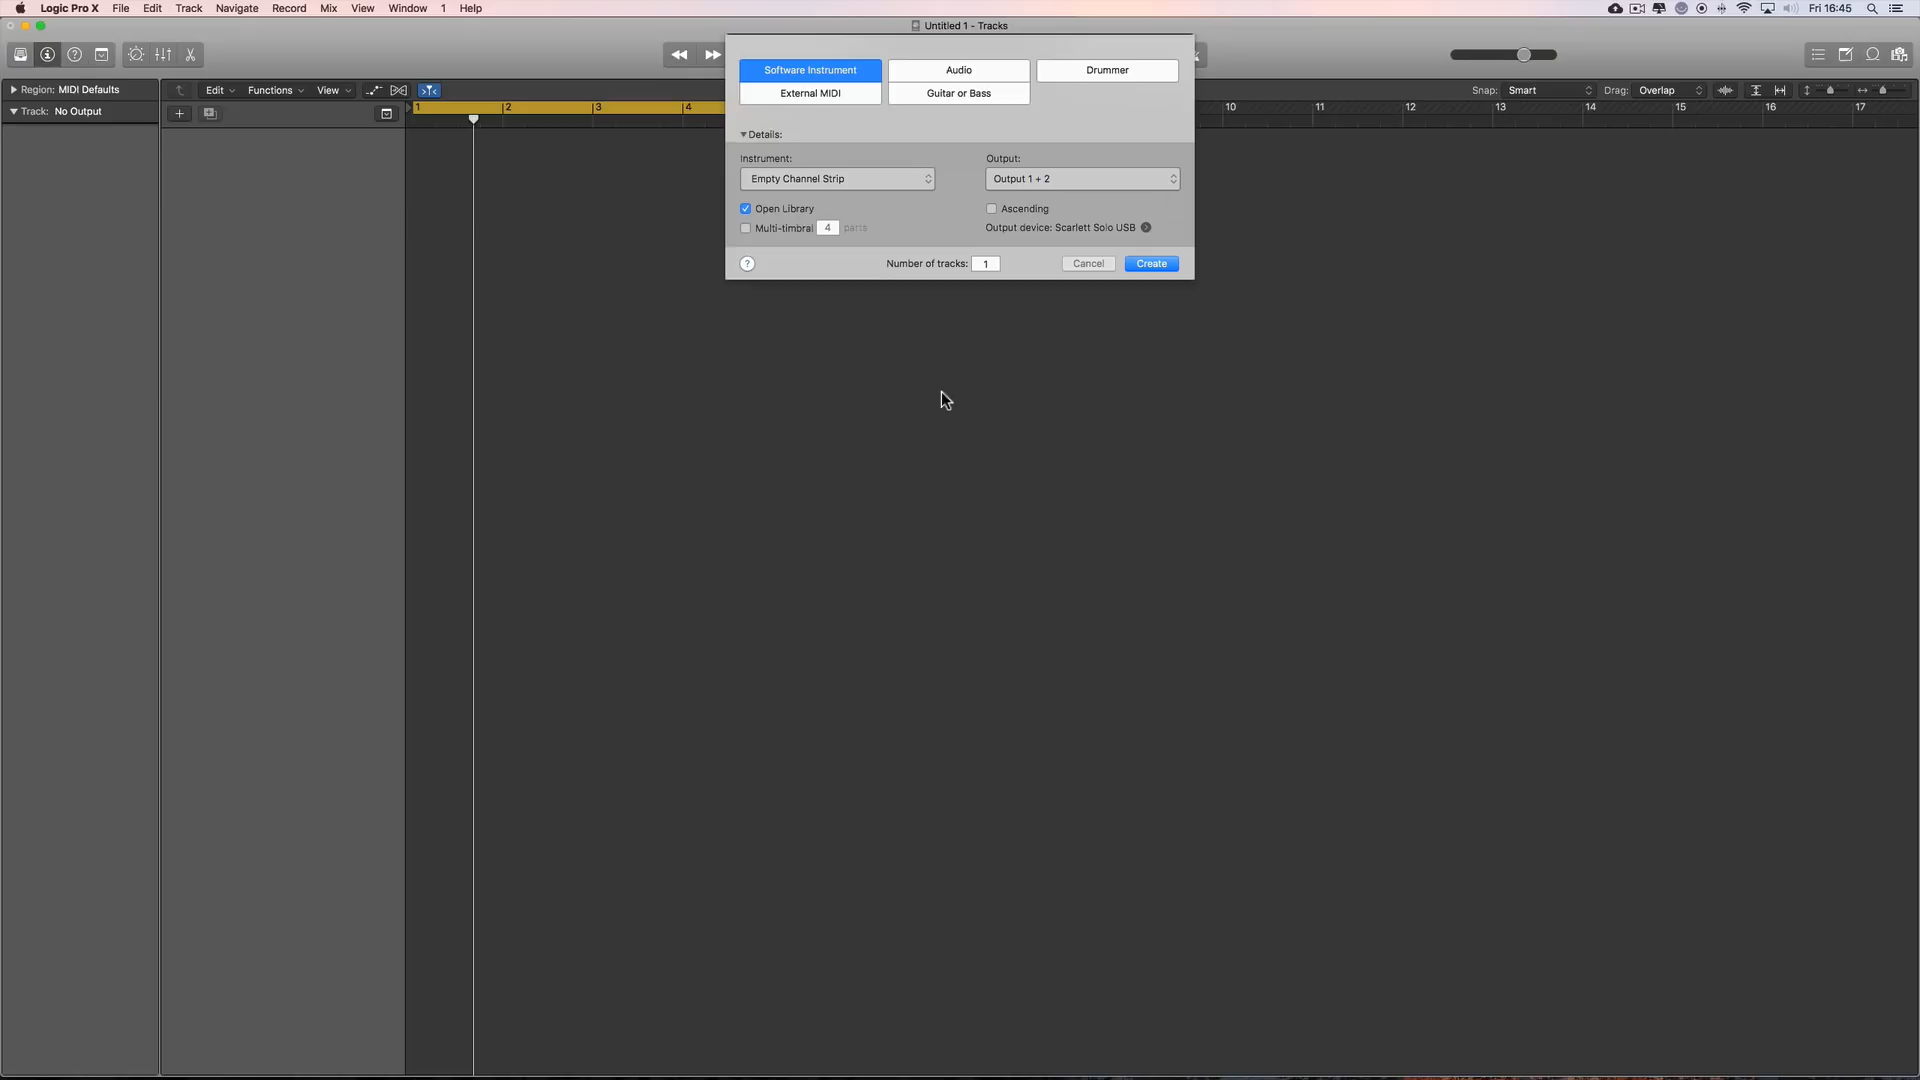 Logic Pro X File Edit Track Navigate Record Mix View Window 1 Help Fri 16:45
Untitled 1 - Tracks
Software Instrument Audio Drummer
External MIDI Guitar or Bass
Region: MIDI Defaults Edit Functions View Snap: Smart Drag: Overlap
Track: No Output 1 2 3 4 10 11 12 13 14 15 16 17
Details:
Instrument: Output:
Empty Channel Strip Output 1 + 2
Open Library Ascending
Multi-timbral 4 parts Output device: Scarlett Solo USB
? Number of tracks: 1 Cancel Create